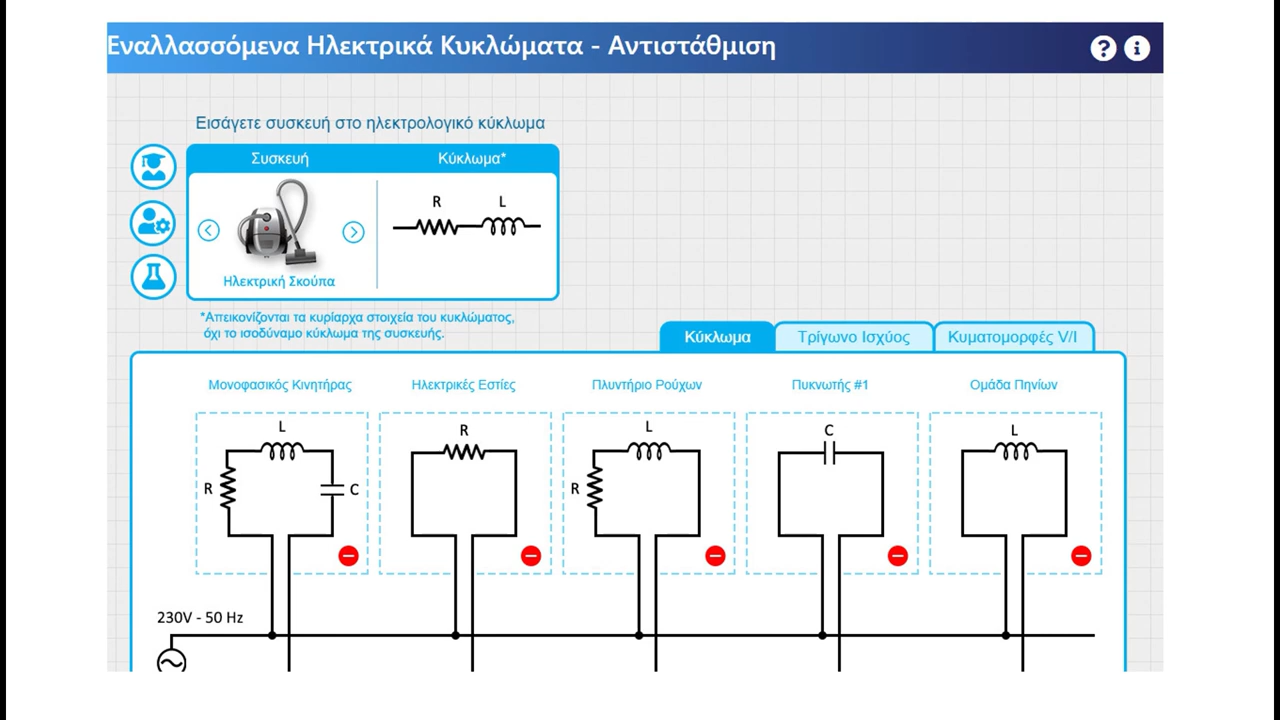 Εναλλασσόμενα Ηλεκτρικά Κυκλώματα - Αντιστάθμιση
Εισάγετε συσκευή στο ηλεκτρολογικό κύκλωμα
Συσκευή Κύκλωμα*
R L
Ηλεκτρική Σκούπα
*Απεικονίζονται τα κυρίαρχα στοιχεία του κυκλώματος,
όχι το ισοδύναμο κύκλωμα της συσκευής.
Κύκλωμα Τρίγωνο Ισχύος Κυματομορφές V/I
Μονοφασικός Κινητήρας Ηλεκτρικές Εστίες Πλυντήριο Ρούχων Πυκνωτής #1 Ομάδα Πηνίων
L R L C L
R C R
230V - 50 Hz